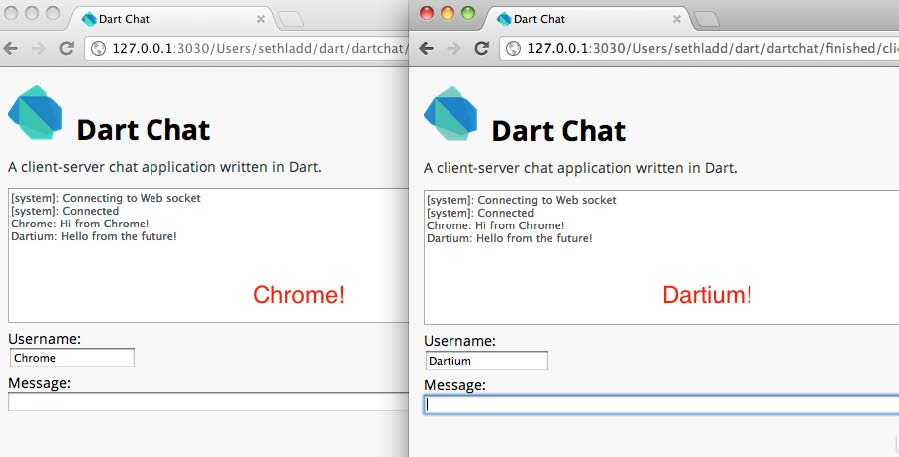 Dart Chat
127.0.0.1:3030/Users/sethladd/dart/dartchat/
Dart Chat
A client-server chat application written in Dart.
[system]: Connecting to Web socket
[system]: Connected
Chrome: Hi from Chrome!
Dartium: Hello from the future!
Chrome!
Username:
Chrome
Message:
Dart Chat
127.0.0.1:3030/Users/sethladd/dart/dartchat/finished/cli
Dart Chat
A client-server chat application written in Dart.
[system]: Connecting to Web socket
[system]: Connected
Chrome: Hi from Chrome!
Dartium: Hello from the future!
Dartium!
Username:
Dartium
Message: